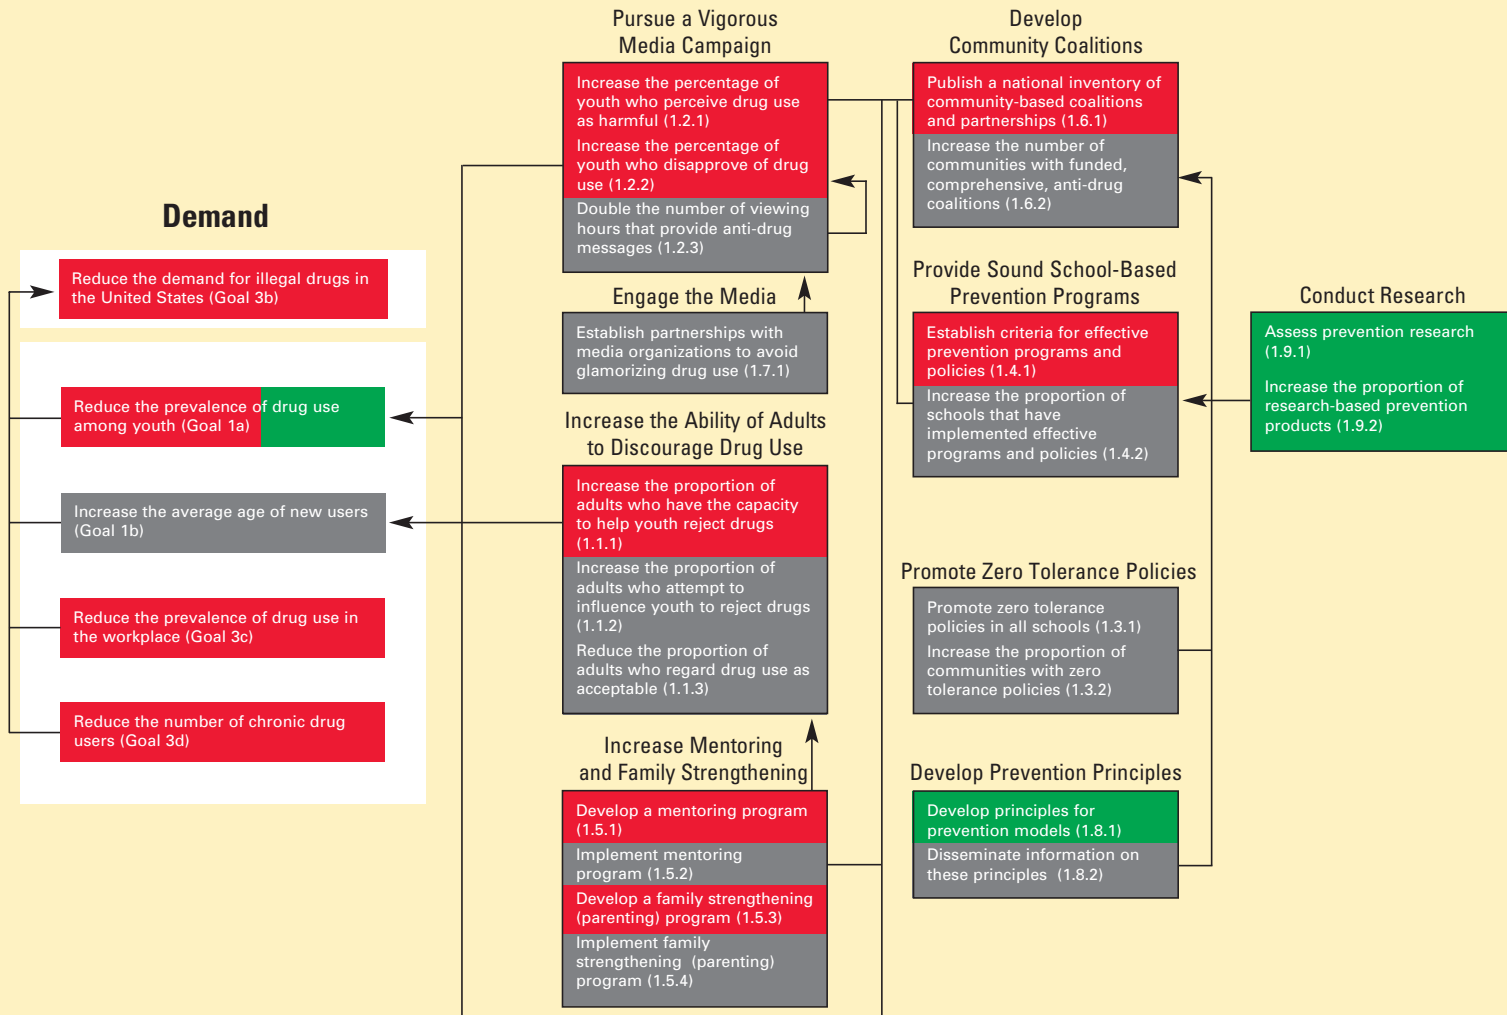 Demand
Reduce the demand for illegal drugs in
the United States (Goal 3b)
Reduce the prevalence of drug use
among youth (Goal 1a)
Increase the average age of new users
(Goal 1b)
Reduce the prevalence of drug use in
the workplace (Goal 3c)
Reduce the number of chronic drug
users (Goal 3d)
Pursue a Vigorous
Media Campaign
Increase the percentage of
youth who perceive drug use
as harmful (1.2.1)
Increase the percentage of
youth who disapprove of drug
use (1.2.2)
Double the number of viewing
hours that provide anti-drug
messages (1.2.3)
Engage the Media
Establish partnerships with
media organizations to avoid
glamorizing drug use (1.7.1)
Increase the Ability of Adults
to Discourage Drug Use
Increase the proportion of
adults who have the capacity
to help youth reject drugs
(1.1.1)
Increase the proportion of
adults who attempt to
influence youth to reject drugs
(1.1.2)
Reduce the proportion of
adults who regard drug use as
acceptable (1.1.3)
Increase Mentoring
and Family Strengthening
Develop a mentoring program
(1.5.1)
Implement mentoring
program (1.5.2)
Develop a family strengthening
(parenting) program (1.5.3)
Implement family
strengthening (parenting)
program (1.5.4)
Develop
Community Coalitions
Publish a national inventory of
community-based coalitions
and partnerships (1.6.1)
Increase the number of
communities with funded,
comprehensive, anti-drug
coalitions (1.6.2)
Provide Sound School-Based
Prevention Programs
Establish criteria for effective
prevention programs and
policies (1.4.1)
Increase the proportion of
schools that have
implemented effective
programs and policies (1.4.2)
Promote Zero Tolerance Policies
Promote zero tolerance
policies in all schools (1.3.1)
Increase the proportion of
communities with zero
tolerance policies (1.3.2)
Develop Prevention Principles
Develop principles for
prevention models (1.8.1)
Disseminate information on
these principles (1.8.2)
Conduct Research
Assess prevention research
(1.9.1)
Increase the proportion of
research-based prevention
products (1.9.2)